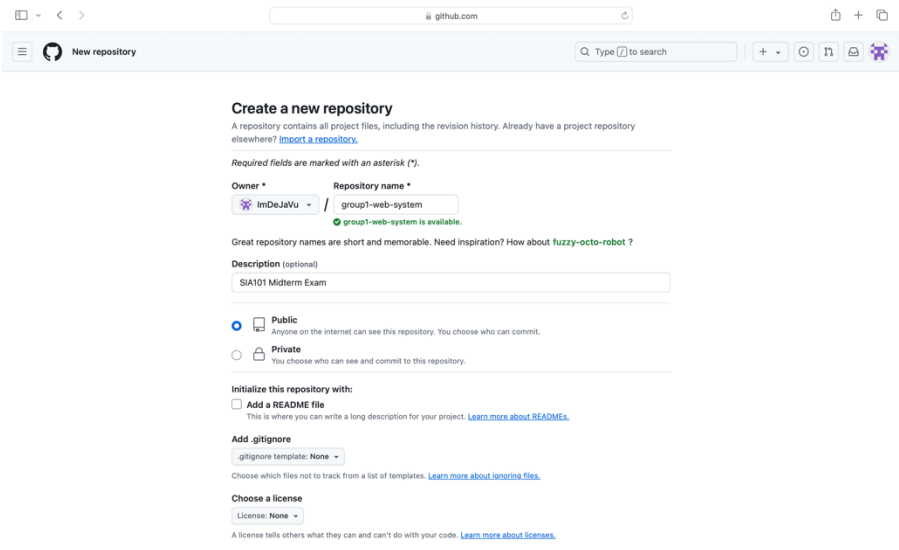 github.com
New repository
Type / to search
Create a new repository
A repository contains all project files, including the revision history. Already have a project repository
elsewhere? Import a repository.
Required fields are marked with an asterisk (*).
Owner * Repository name *
ImDeJaVu / group1-web-system
group1-web-system is available.
Great repository names are short and memorable. Need inspiration? How about fuzzy-octo-robot ?
Description (optional)
SIA101 Midterm Exam
Public
Anyone on the internet can see this repository. You choose who can commit.
Private
You choose who can see and commit to this repository.
Initialize this repository with:
Add a README file
This is where you can write a long description for your project. Learn more about READMEs.
Add .gitignore
.gitignore template: None
Choose which files not to track from a list of templates. Learn more about ignoring files.
Choose a license
License: None
A license tells others what they can and can't do with your code. Learn more about licenses.